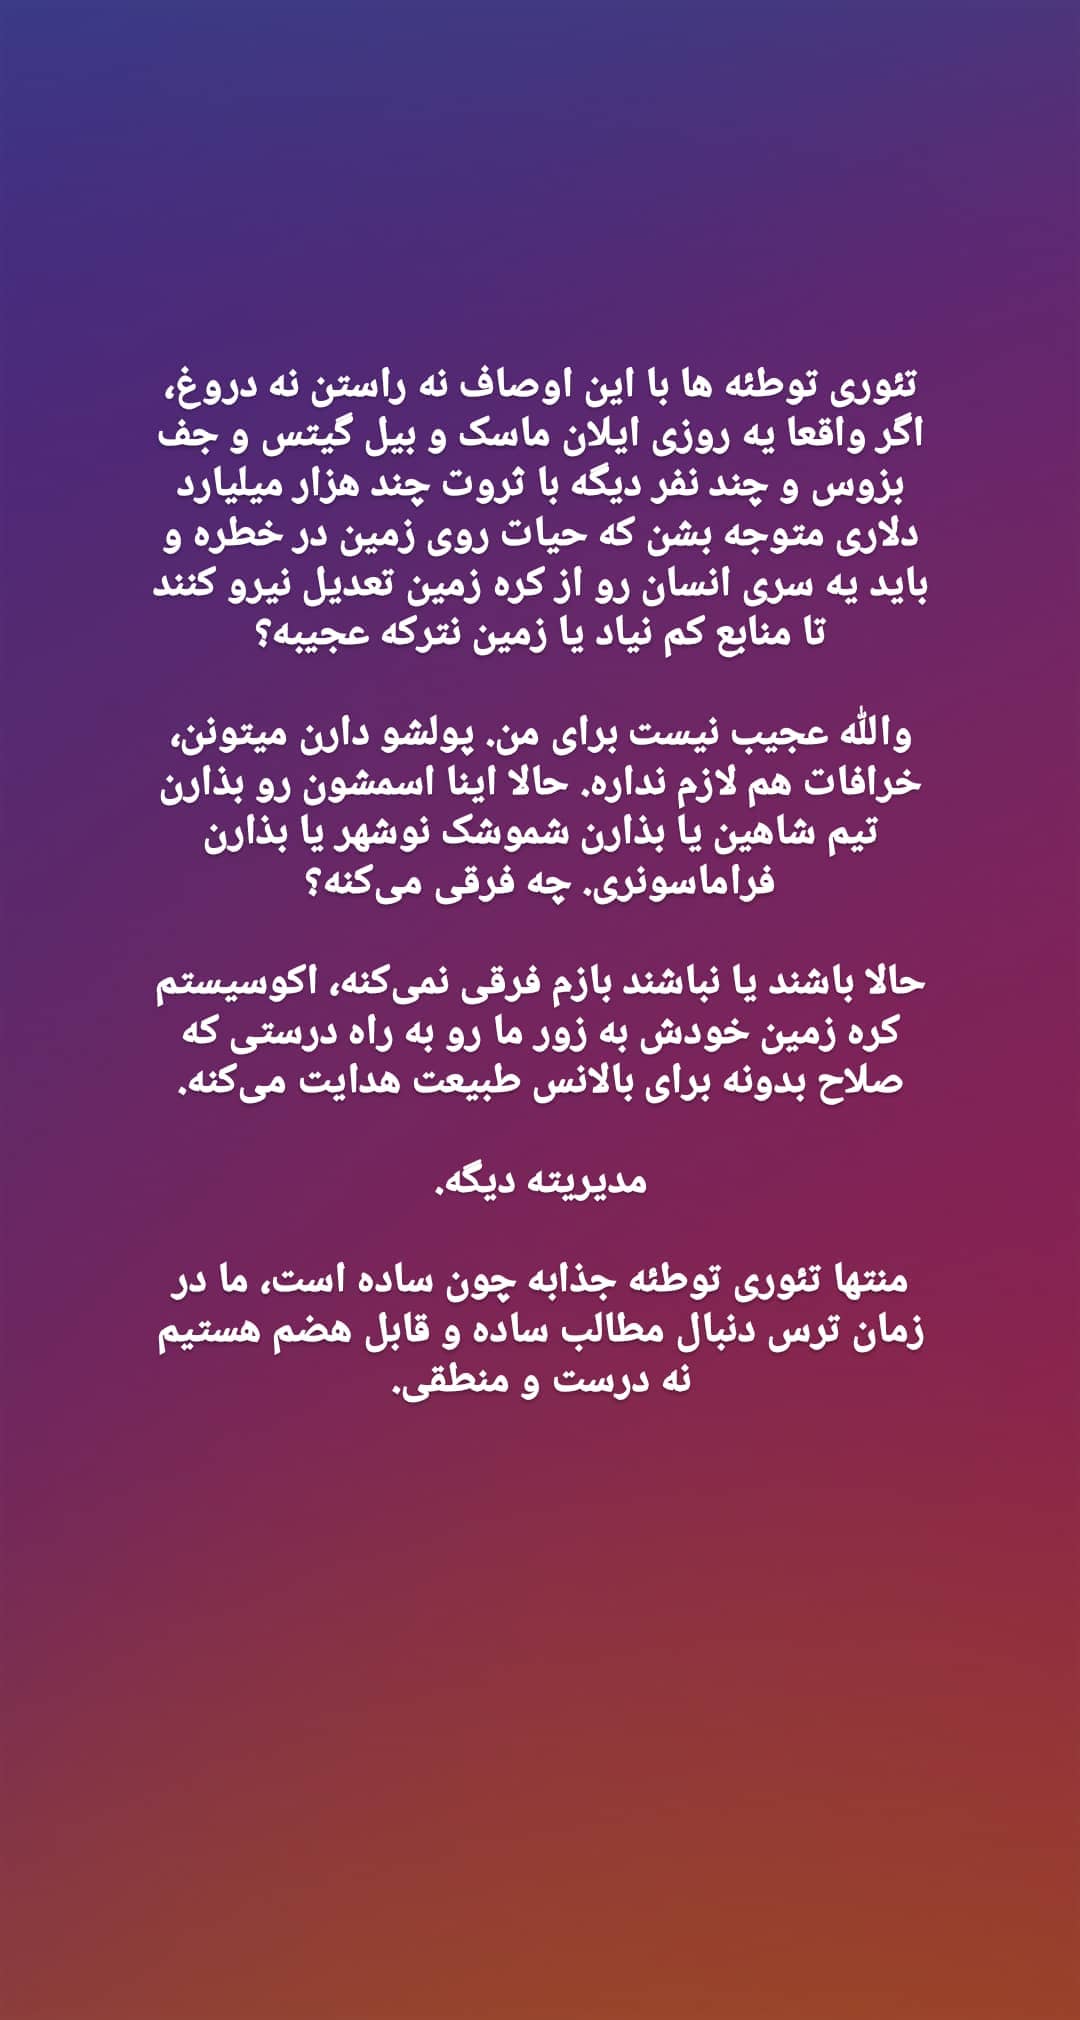 تئوری توطئه ها با این اوصاف نه راستن نه دروغ،
اگر واقعا یه روزی ایلان ماسک و بیل گیتس و جف
بزوس و چند نفر دیگه با ثروت چند هزار میلیارد
دلاری متوجه بشن که حیات روی زمین در خطره و
باید یه سری انسان رو از کره زمین تعدیل نیرو کنند
تا منابع کم نیاد یا زمین نترکه عجیبه؟
والله عجیب نیست برای من. پولشو دارن میتونن،
خرافات هم لازم نداره. حالا اینا اسمشون رو بذارن
تیم شاهین یا بذارن شموشک نوشهر یا بذارن
فراماسونری. چه فرقی می‌کنه؟
حالا باشند یا نباشند بازم فرقی نمی‌کنه، اکوسیستم
کره زمین خودش به زور ما رو به راه درستی که
صلاح بدونه برای بالانس طبیعت هدایت می‌کنه.
مدیریته دیگه.
منتها تئوری توطئه جذابه چون ساده است، ما در
زمان ترس دنبال مطالب ساده و قابل هضم هستیم
نه درست و منطقی.